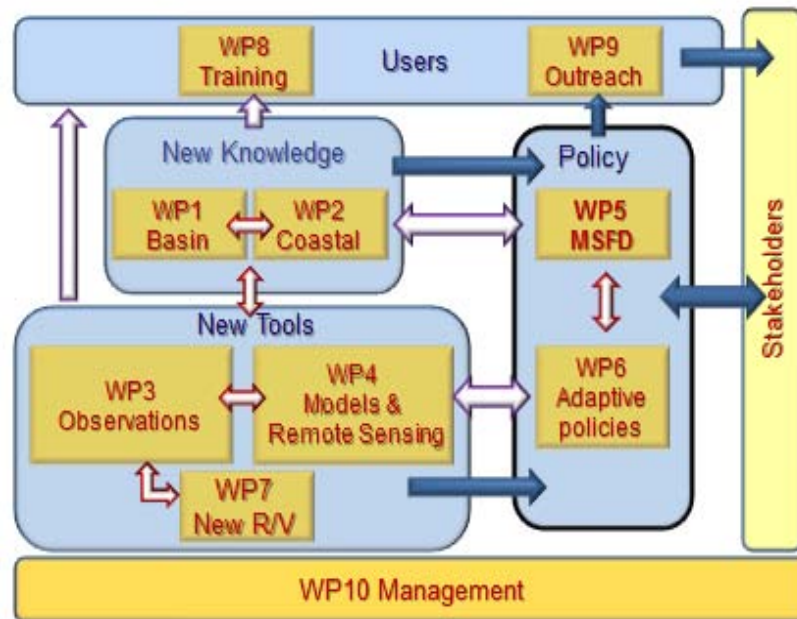 WP8
Training
Users
WP9
Outreach
New Knowledge
Policy
WP1
Basin
WP2
Coastal
WP5
MSFD
New Tools
WP3
Observations
WP4
Models &
Remote Sensing
WP6
Adaptive
policies
WP7
New R/V
Stakeholders
WP10 Management